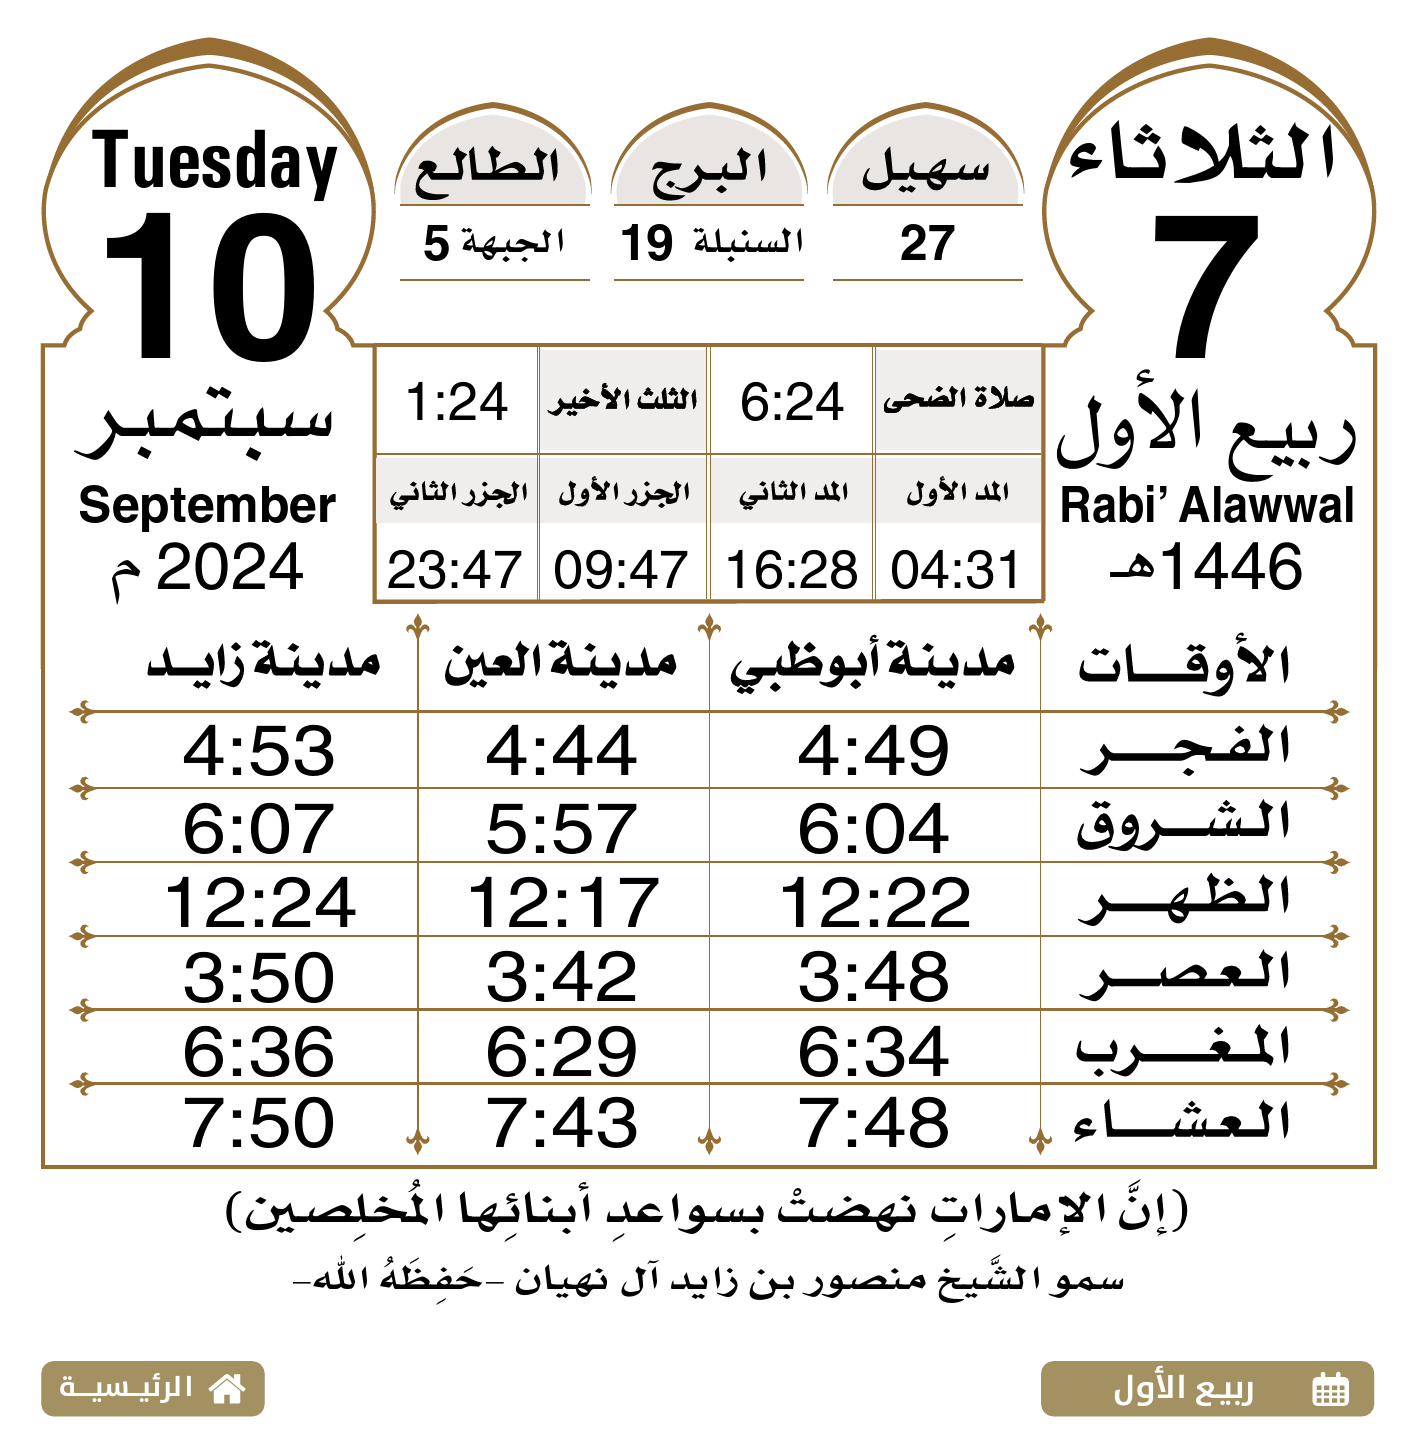 الثلاثاء
7
ربيع الأول
Rabi’ Alawwal
1446هـ
سهيل
27
البرج
السنبلة 19
الطالع
الجبهة 5
Tuesday
10
سبتمبر
September
2024 م
صلاة الضحى 6:24 الثلث الأخير 1:24
المد الأول المد الثاني الجزر الأول الجزر الثاني
04:31 16:28 09:47 23:47
الأوقات مدينة أبوظبي مدينة العين مدينة زايد
الفجر 4:49 4:44 4:53
الشروق 6:04 5:57 6:07
الظهر 12:22 12:17 12:24
العصر 3:48 3:42 3:50
المغرب 6:34 6:29 6:36
العشاء 7:48 7:43 7:50
(إنَّ الإماراتِ نهضتْ بسواعدِ أبنائِها المُخلِصين)
سمو الشَّيخ منصور بن زايد آل نهيان –حَفِظَهُ الله–
ربيع الأول
الرئيسية